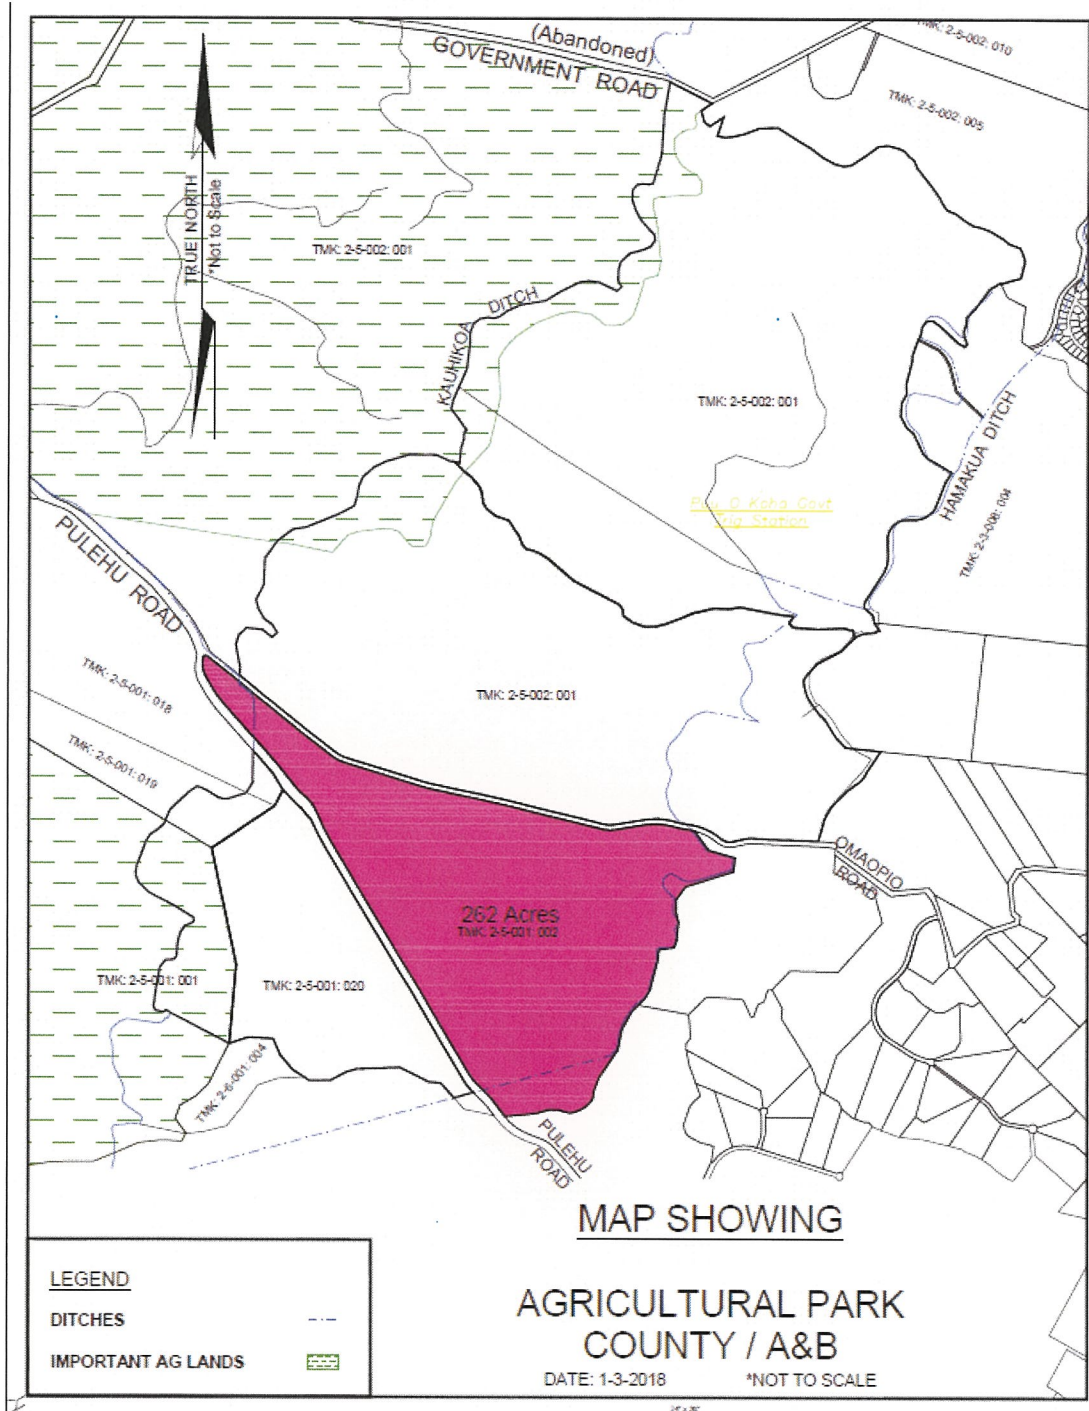 (Abandoned)
GOVERNMENT ROAD
TMK: 2-5-002: 010
TMK: 2-5-002: 005
TRUE NORTH
*Not to Scale
TMK: 2-5-002: 001
KAUHIKOA DITCH
TMK: 2-5-002: 001
HAMAKUA DITCH
Govt
Trig Station
TMK: 2-3-008: 004
PULEHU ROAD
TMK: 2-5-001: 018
TMK: 2-5-002: 001
TMK: 2-5-001: 019
OMAOPIO
ROAD
262 Acres
TMK: 2-5-001: 002
TMK: 2-5-001: 001
TMK: 2-5-001: 020
TMK: 2-6-001: 004
PULEHU
ROAD
MAP SHOWING
AGRICULTURAL PARK
COUNTY / A&B
DATE: 1-3-2018
*NOT TO SCALE
LEGEND
DITCHES
IMPORTANT AG LANDS